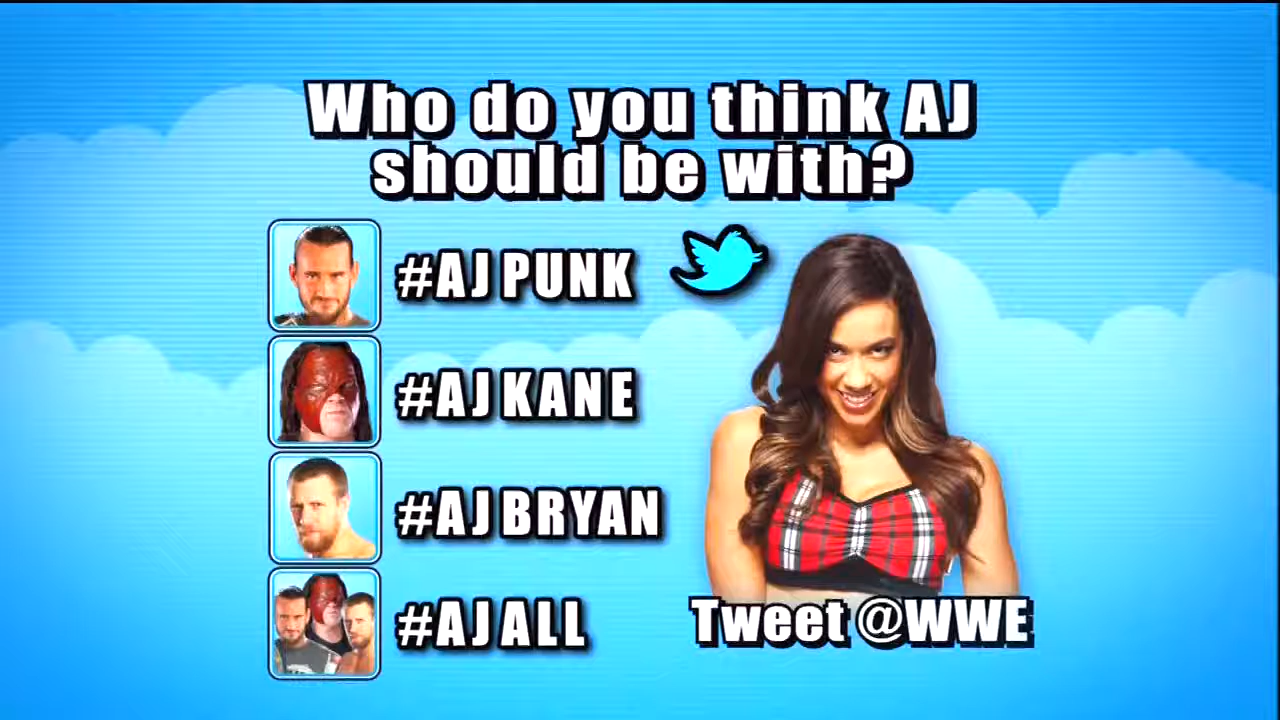 Who do you think AJ
should be with?
#AJ PUNK
#AJ KANE
#AJ BRYAN
#AJ ALL
Tweet @WWE